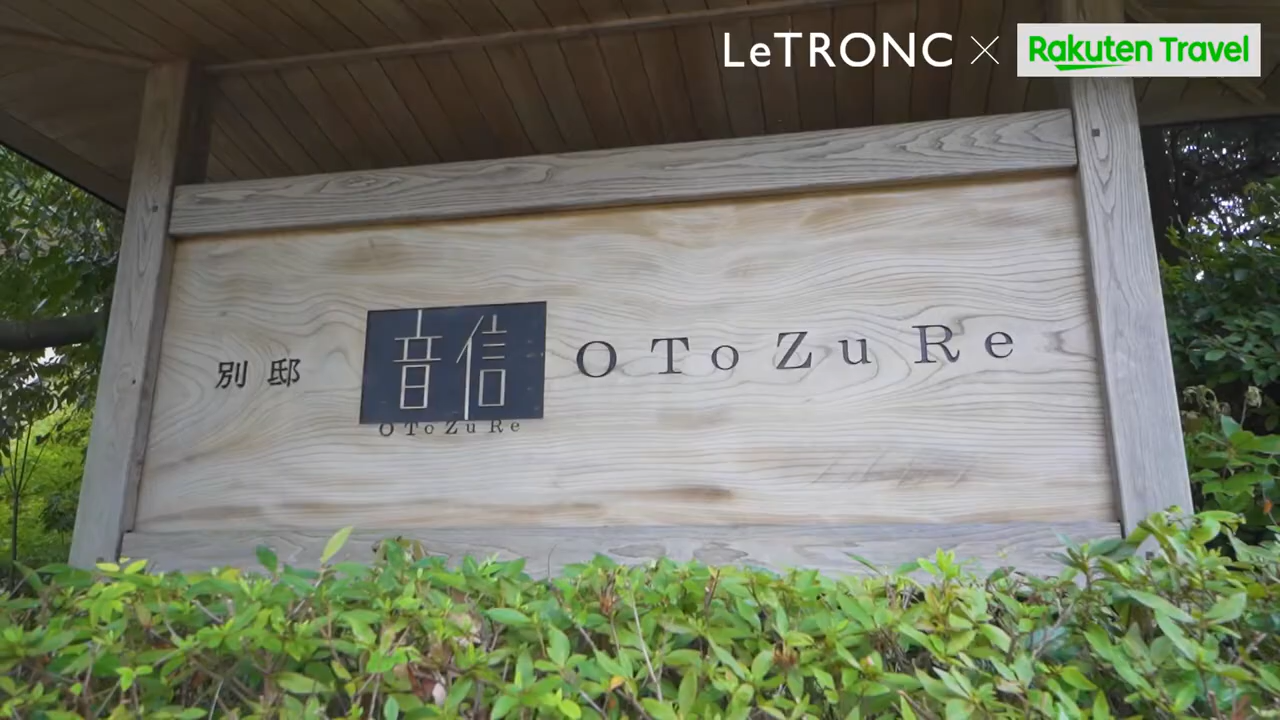 LeTRONC × Rakuten Travel
別邸 音信 OToZuRe
OToZuRe